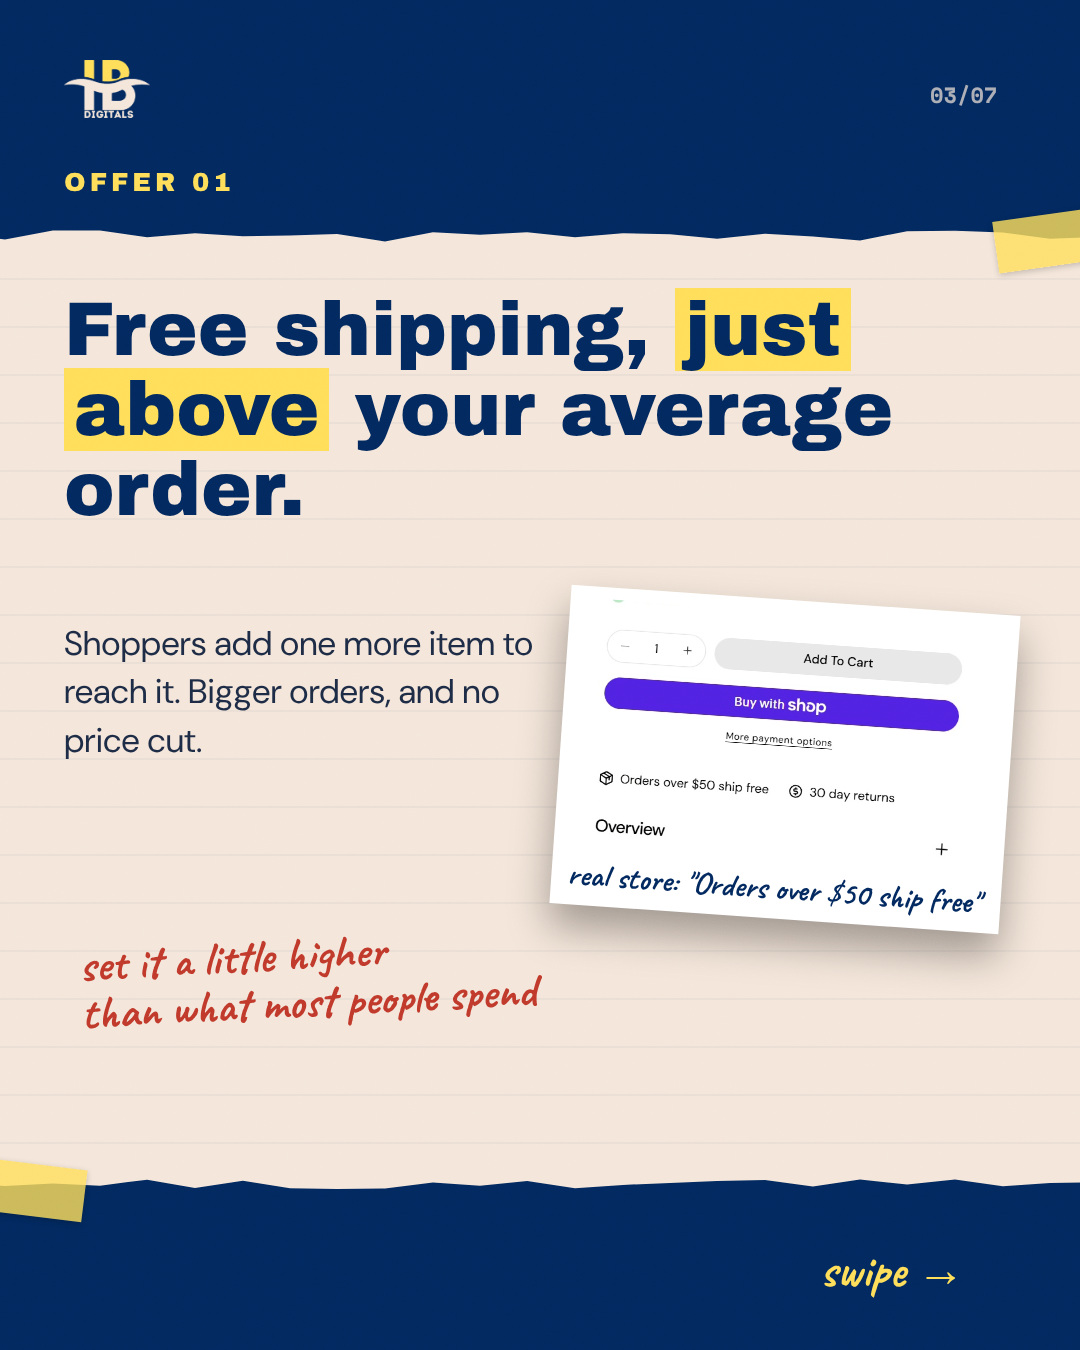 HB
DIGITALS
03/07
OFFER 01
Free shipping, just
above your average
order.
Shoppers add one more item to
reach it. Bigger orders, and no
price cut.
− 1 +
Add To Cart
Buy with shop
More payment options
Orders over $50 ship free
30 day returns
Overview
+
real store: "Orders over $50 ship free"
set it a little higher
than what most people spend
swipe →